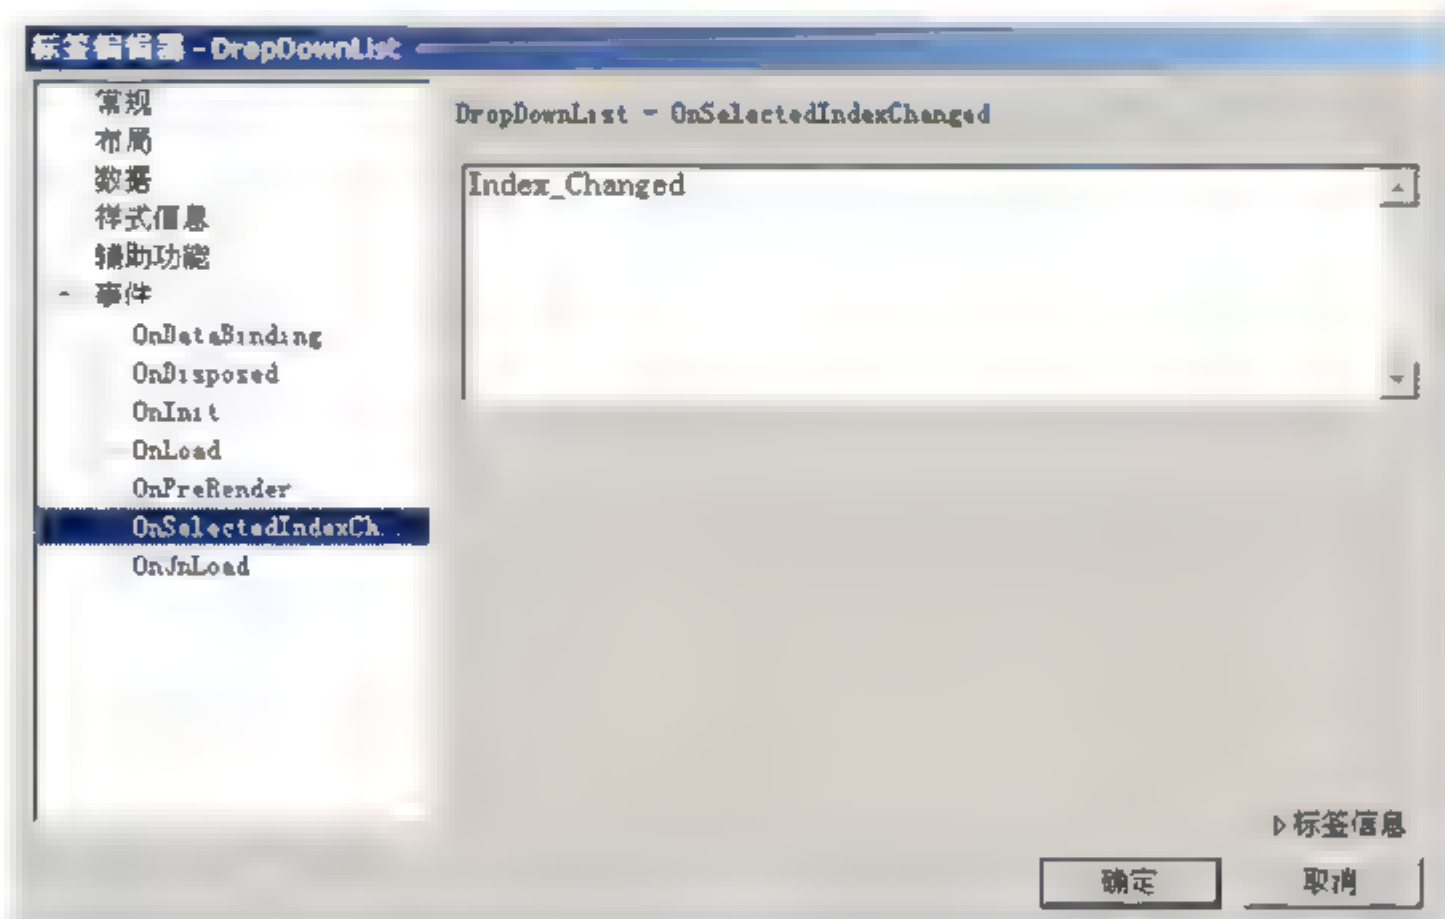 标签编辑器 - DropDownList
常规
布局
数据
样式信息
辅助功能
- 事件
OnDataBinding
OnDisposed
OnInit
OnLoad
OnPreRender
OnSelectedIndexCh...
OnUnLoad
DropDownList - OnSelectedIndexChanged
Index_Changed
标签信息
确定
取消